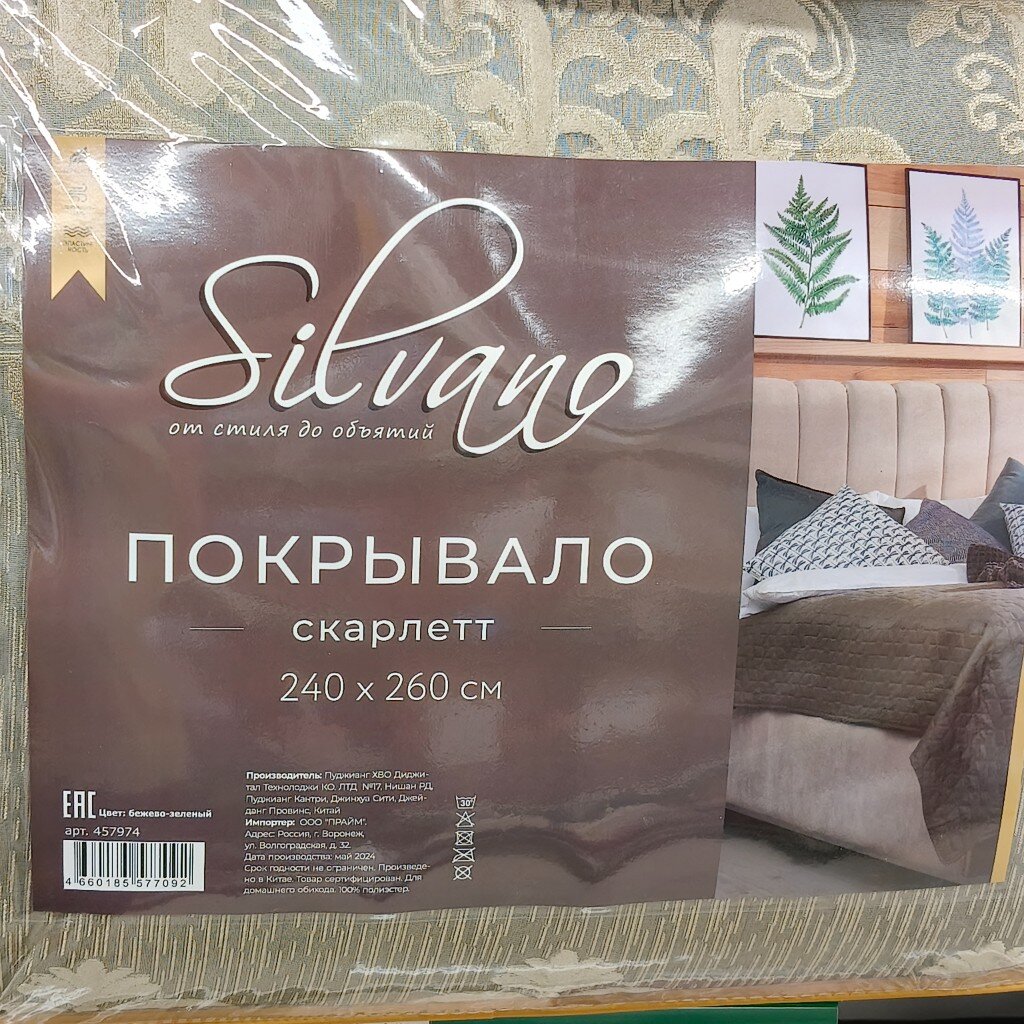 ЭЛАСТИЧ
НОСТЬ
Silvano
от стиля до объятий
ПОКРЫВАЛО
скарлетт
240 х 260 см
Производитель: Пуджианг ХВО Диджи-
тал Технолоджи КО. ЛТД №17, Нишан РД,
Пуджианг Кантри, Джинхуа Сити, Джей-
данг Провинс, Китай
Импортер: ООО "ПРАЙМ".
Адрес: Россия, г. Воронеж,
ул. Волгоградская, д. 32.
Дата производства: май 2024
Срок годности не ограничен. Произведе-
но в Китае. Товар сертифицирован. Для
домашнего обихода. 100% полиэстер.
30°
EAC Цвет: бежево-зеленый
арт. 457974
4 660185 577092